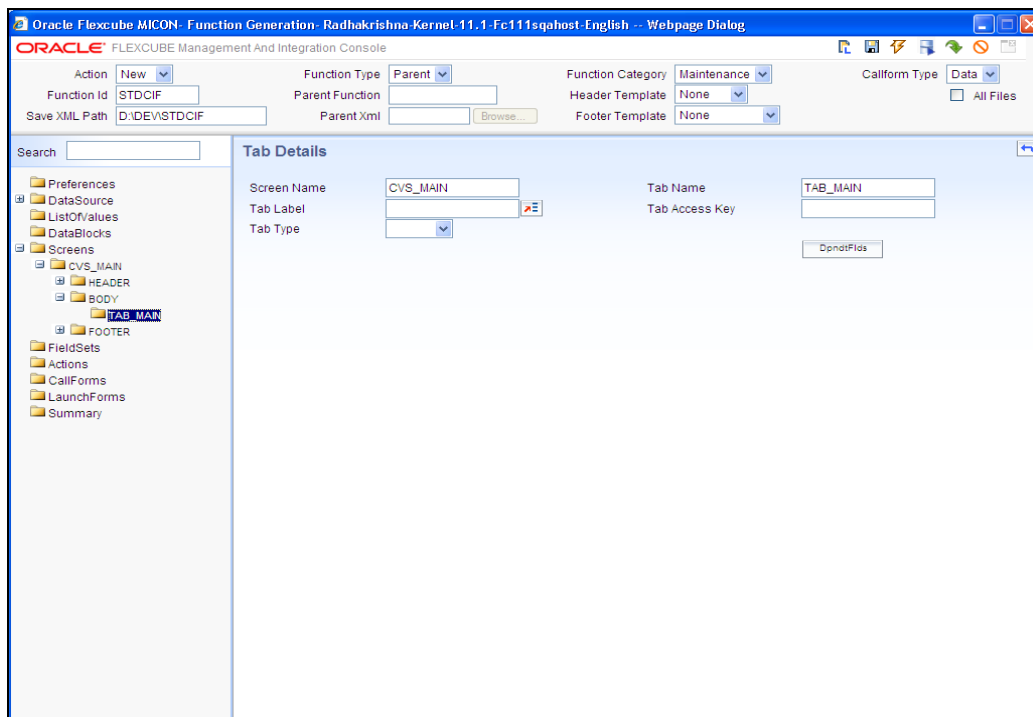 Oracle Flexcube MICON- Function Generation- Radhakrishna-Kernel-11.1-Fc111sqahost-English -- Webpage Dialog
ORACLE FLEXCUBE Management And Integration Console
Action New Function Type Parent Function Category Maintenance Callform Type Data
Function Id STDCIF Parent Function Header Template None All Files
Save XML Path D:\DEV\STDCIF Parent Xml Browse... Footer Template None
Search
Preferences
DataSource
ListOfValues
DataBlocks
Screens
CVS_MAIN
HEADER
BODY
TAB_MAIN
FOOTER
FieldSets
Actions
CallForms
LaunchForms
Summary
Tab Details
Screen Name CVS_MAIN Tab Name TAB_MAIN
Tab Label Tab Access Key
Tab Type
DpndtFlds